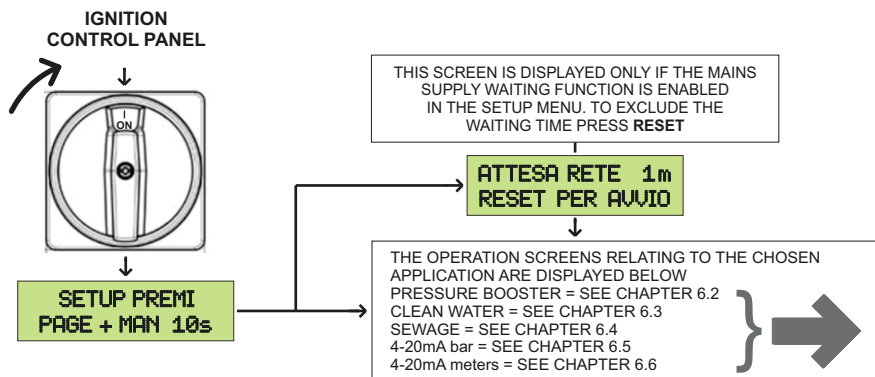 IGNITION
CONTROL PANEL
I
ON
SETUP PREMI
PAGE + MAN 10s
THIS SCREEN IS DISPLAYED ONLY IF THE MAINS
SUPPLY WAITING FUNCTION IS ENABLED
IN THE SETUP MENU. TO EXCLUDE THE
WAITING TIME PRESS RESET
ATTESA RETE 1m
RESET PER AVVIO
THE OPERATION SCREENS RELATING TO THE CHOSEN
APPLICATION ARE DISPLAYED BELOW
PRESSURE BOOSTER = SEE CHAPTER 6.2
CLEAN WATER = SEE CHAPTER 6.3
SEWAGE = SEE CHAPTER 6.4
4-20mA bar = SEE CHAPTER 6.5
4-20mA meters = SEE CHAPTER 6.6